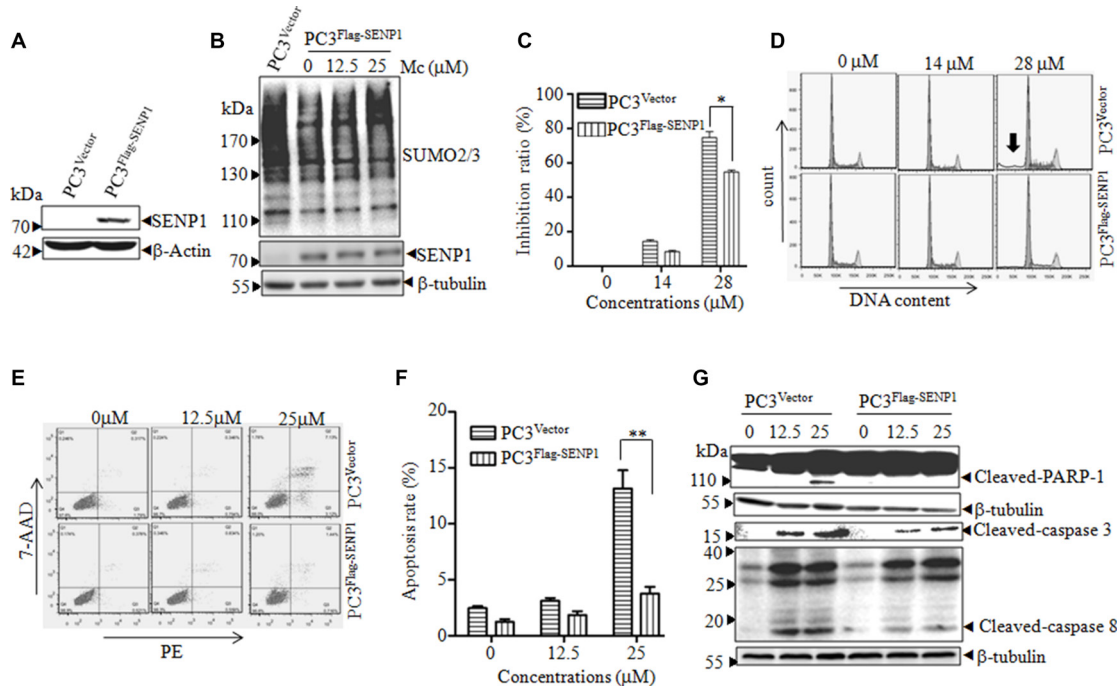 A
PC3Vector
PC3Flag-SENP1
kDa
70
SENP1
42
β-Actin
B
PC3Vector
PC3Flag-SENP1
0 12.5 25 Mc (μM)
kDa
170
130
110
SUMO2/3
70
SENP1
55
β-tubulin
C
Inhibition ratio (%)
100
80
60
40
20
0
PC3Vector
PC3Flag-SENP1
*
0 14 28
Concentrations (μM)
D
0 μM 14 μM 28 μM
count
PC3Vector
PC3Flag-SENP1
DNA content
E
0μM 12.5μM 25μM
7-AAD
PC3Vector
PC3Flag-SENP1
PE
F
Apoptosis rate (%)
20
15
10
5
0
PC3Vector
PC3Flag-SENP1
**
0 12.5 25
Concentrations (μM)
G
PC3Vector PC3Flag-SENP1
0 12.5 25 0 12.5 25
kDa
110
Cleaved-PARP-1
55
β-tubulin
15
Cleaved-caspase 3
40
25
20
Cleaved-caspase 8
55
β-tubulin